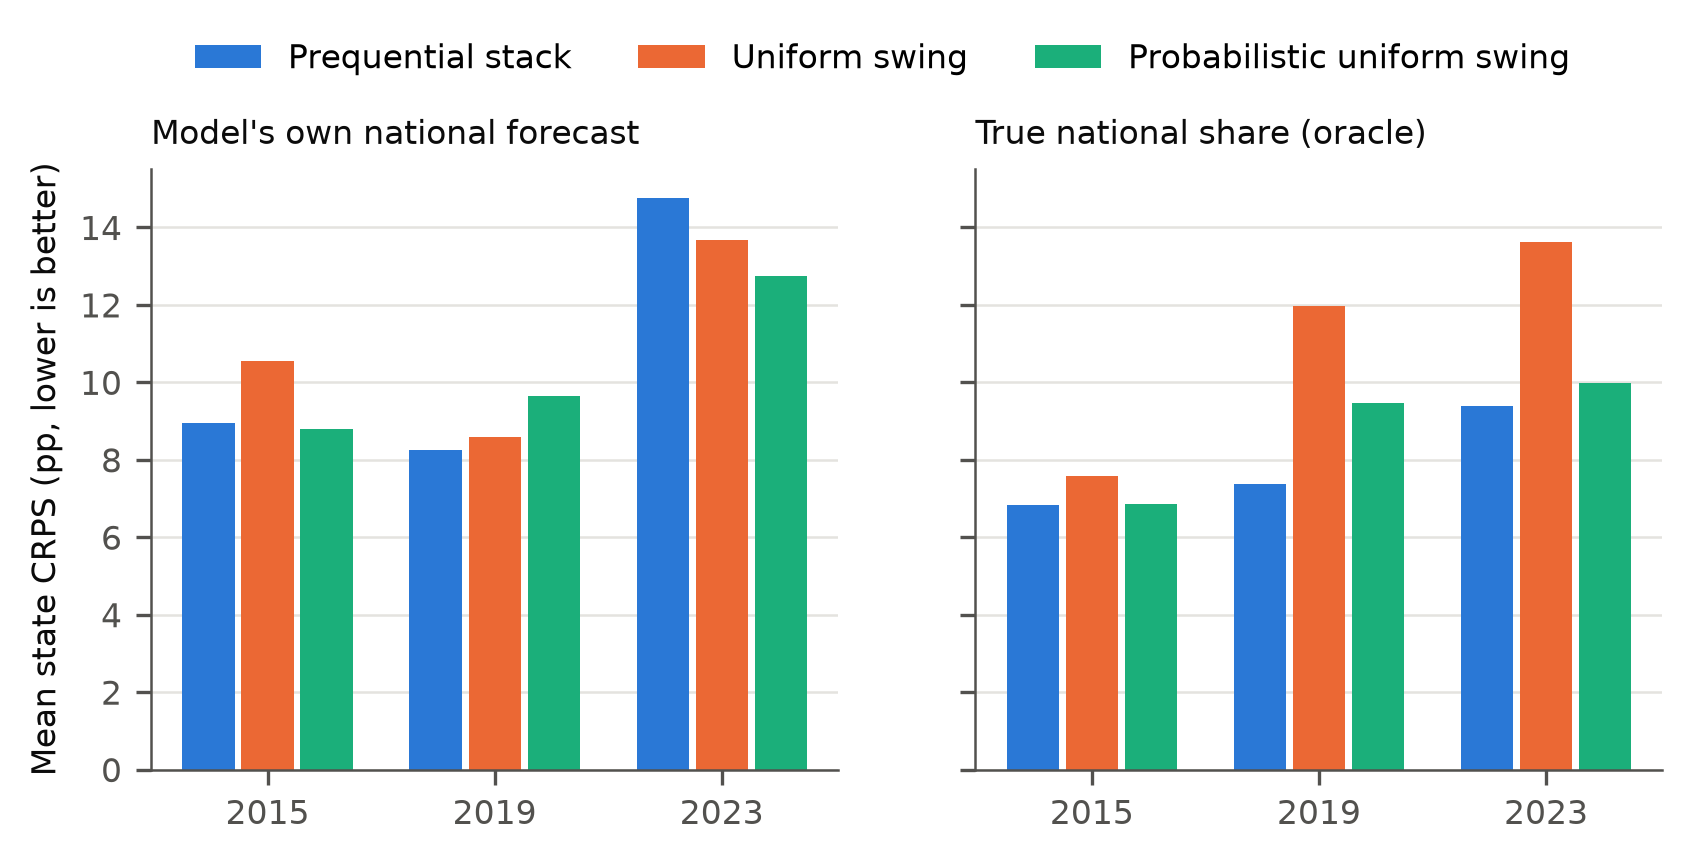 Prequential stack
Uniform swing
Probabilistic uniform swing
Model's own national forecast
True national share (oracle)
Mean state CRPS (pp, lower is better)
14
12
10
8
6
4
2
0
2015
2019
2023
2015
2019
2023